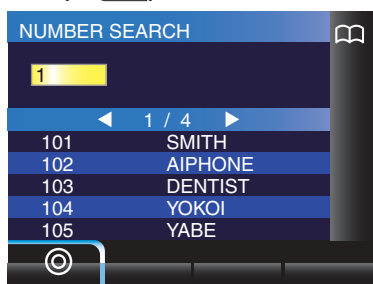 NUMBER SEARCH
1
1 / 4
101 SMITH
102 AIPHONE
103 DENTIST
104 YOKOI
105 YABE